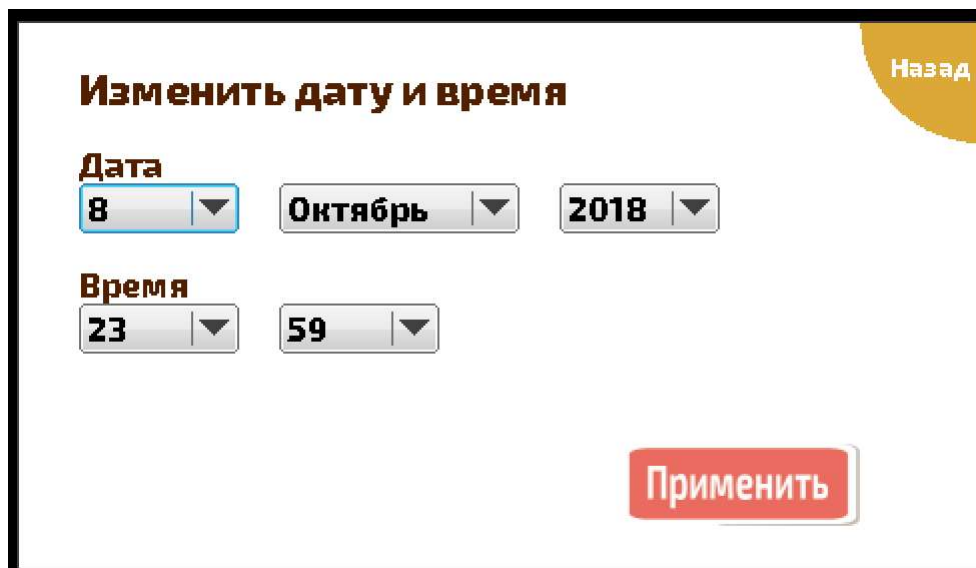 Назад
Изменить дату и время
Дата
8 Октябрь 2018
Время
23 59
Применить